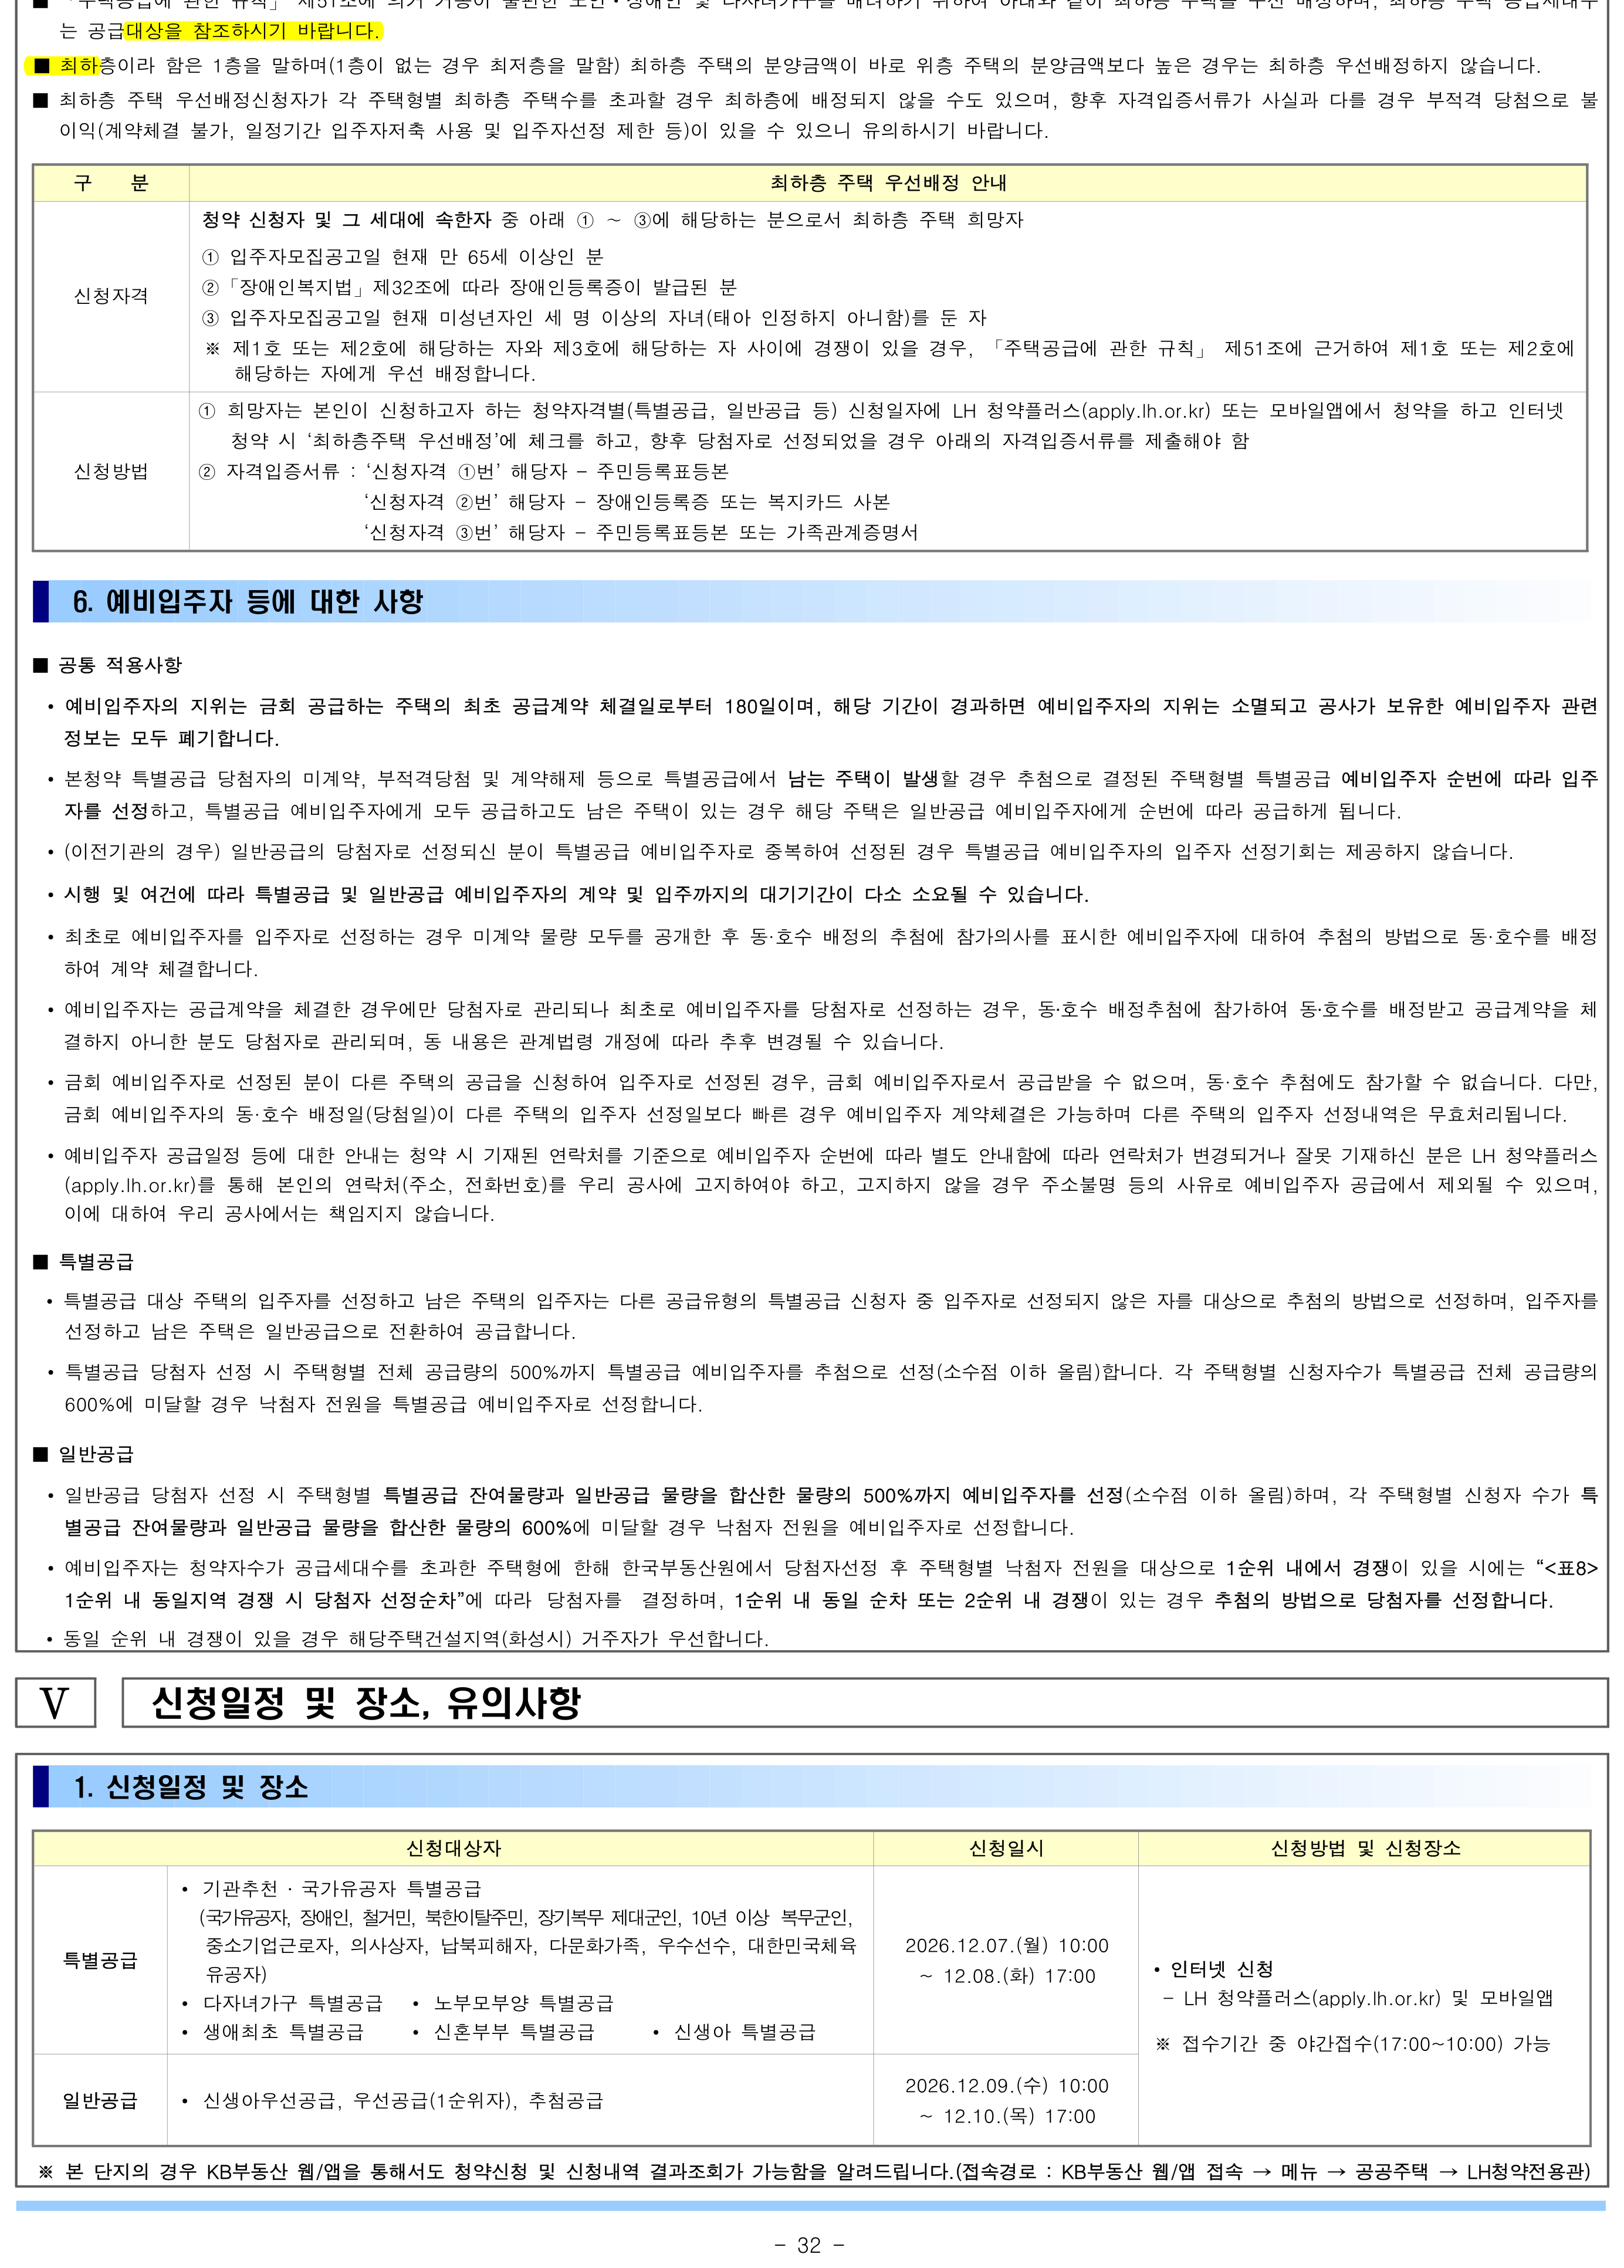 ■ 「주택공급에 관한 규칙」 제51조에 의거 거동이 불편한 노인・장애인 및 다자녀가구를 배려하기 위하여 아래와 같이 최하층 주택을 우선 배정하며, 최하층 주택 공급세대수
는 공급대상을 참조하시기 바랍니다.
■ 최하층이라 함은 1층을 말하며(1층이 없는 경우 최저층을 말함) 최하층 주택의 분양금액이 바로 위층 주택의 분양금액보다 높은 경우는 최하층 우선배정하지 않습니다.
■ 최하층 주택 우선배정신청자가 각 주택형별 최하층 주택수를 초과할 경우 최하층에 배정되지 않을 수도 있으며, 향후 자격입증서류가 사실과 다를 경우 부적격 당첨으로 불
이익(계약체결 불가, 일정기간 입주자저축 사용 및 입주자선정 제한 등)이 있을 수 있으니 유의하시기 바랍니다.
구 분 최하층 주택 우선배정 안내
신청자격
청약 신청자 및 그 세대에 속한자 중 아래 ① ~ ③에 해당하는 분으로서 최하층 주택 희망자
① 입주자모집공고일 현재 만 65세 이상인 분
②「장애인복지법」제32조에 따라 장애인등록증이 발급된 분
③ 입주자모집공고일 현재 미성년자인 세 명 이상의 자녀(태아 인정하지 아니함)를 둔 자
※ 제1호 또는 제2호에 해당하는 자와 제3호에 해당하는 자 사이에 경쟁이 있을 경우, 「주택공급에 관한 규칙」 제51조에 근거하여 제1호 또는 제2호에
해당하는 자에게 우선 배정합니다.
신청방법
① 희망자는 본인이 신청하고자 하는 청약자격별(특별공급, 일반공급 등) 신청일자에 LH 청약플러스(apply.lh.or.kr) 또는 모바일앱에서 청약을 하고 인터넷
청약 시 ‘최하층주택 우선배정’에 체크를 하고, 향후 당첨자로 선정되었을 경우 아래의 자격입증서류를 제출해야 함
② 자격입증서류 : ‘신청자격 ①번’ 해당자 – 주민등록표등본
‘신청자격 ②번’ 해당자 – 장애인등록증 또는 복지카드 사본
‘신청자격 ③번’ 해당자 – 주민등록표등본 또는 가족관계증명서
6. 예비입주자 등에 대한 사항
■ 공통 적용사항
• 예비입주자의 지위는 금회 공급하는 주택의 최초 공급계약 체결일로부터 180일이며, 해당 기간이 경과하면 예비입주자의 지위는 소멸되고 공사가 보유한 예비입주자 관련
정보는 모두 폐기합니다.
• 본청약 특별공급 당첨자의 미계약, 부적격당첨 및 계약해제 등으로 특별공급에서 남는 주택이 발생할 경우 추첨으로 결정된 주택형별 특별공급 예비입주자 순번에 따라 입주
자를 선정하고, 특별공급 예비입주자에게 모두 공급하고도 남은 주택이 있는 경우 해당 주택은 일반공급 예비입주자에게 순번에 따라 공급하게 됩니다.
• (이전기관의 경우) 일반공급의 당첨자로 선정되신 분이 특별공급 예비입주자로 중복하여 선정된 경우 특별공급 예비입주자의 입주자 선정기회는 제공하지 않습니다.
• 시행 및 여건에 따라 특별공급 및 일반공급 예비입주자의 계약 및 입주까지의 대기기간이 다소 소요될 수 있습니다.
• 최초로 예비입주자를 입주자로 선정하는 경우 미계약 물량 모두를 공개한 후 동·호수 배정의 추첨에 참가의사를 표시한 예비입주자에 대하여 추첨의 방법으로 동·호수를 배정
하여 계약 체결합니다.
• 예비입주자는 공급계약을 체결한 경우에만 당첨자로 관리되나 최초로 예비입주자를 당첨자로 선정하는 경우, 동·호수 배정추첨에 참가하여 동·호수를 배정받고 공급계약을 체
결하지 아니한 분도 당첨자로 관리되며, 동 내용은 관계법령 개정에 따라 추후 변경될 수 있습니다.
• 금회 예비입주자로 선정된 분이 다른 주택의 공급을 신청하여 입주자로 선정된 경우, 금회 예비입주자로서 공급받을 수 없으며, 동·호수 추첨에도 참가할 수 없습니다. 다만,
금회 예비입주자의 동·호수 배정일(당첨일)이 다른 주택의 입주자 선정일보다 빠른 경우 예비입주자 계약체결은 가능하며 다른 주택의 입주자 선정내역은 무효처리됩니다.
• 예비입주자 공급일정 등에 대한 안내는 청약 시 기재된 연락처를 기준으로 예비입주자 순번에 따라 별도 안내함에 따라 연락처가 변경되거나 잘못 기재하신 분은 LH 청약플러스
(apply.lh.or.kr)를 통해 본인의 연락처(주소, 전화번호)를 우리 공사에 고지하여야 하고, 고지하지 않을 경우 주소불명 등의 사유로 예비입주자 공급에서 제외될 수 있으며,
이에 대하여 우리 공사에서는 책임지지 않습니다.
■ 특별공급
• 특별공급 대상 주택의 입주자를 선정하고 남은 주택의 입주자는 다른 공급유형의 특별공급 신청자 중 입주자로 선정되지 않은 자를 대상으로 추첨의 방법으로 선정하며, 입주자를
선정하고 남은 주택은 일반공급으로 전환하여 공급합니다.
• 특별공급 당첨자 선정 시 주택형별 전체 공급량의 500%까지 특별공급 예비입주자를 추첨으로 선정(소수점 이하 올림)합니다. 각 주택형별 신청자수가 특별공급 전체 공급량의
600%에 미달할 경우 낙첨자 전원을 특별공급 예비입주자로 선정합니다.
■ 일반공급
• 일반공급 당첨자 선정 시 주택형별 특별공급 잔여물량과 일반공급 물량을 합산한 물량의 500%까지 예비입주자를 선정(소수점 이하 올림)하며, 각 주택형별 신청자 수가 특
별공급 잔여물량과 일반공급 물량을 합산한 물량의 600%에 미달할 경우 낙첨자 전원을 예비입주자로 선정합니다.
• 예비입주자는 청약자수가 공급세대수를 초과한 주택형에 한해 한국부동산원에서 당첨자선정 후 주택형별 낙첨자 전원을 대상으로 1순위 내에서 경쟁이 있을 시에는 “<표8>
1순위 내 동일지역 경쟁 시 당첨자 선정순차”에 따라 당첨자를 결정하며, 1순위 내 동일 순차 또는 2순위 내 경쟁이 있는 경우 추첨의 방법으로 당첨자를 선정합니다.
• 동일 순위 내 경쟁이 있을 경우 해당주택건설지역(화성시) 거주자가 우선합니다.
Ⅴ 신청일정 및 장소, 유의사항
1. 신청일정 및 장소
신청대상자 신청일시 신청방법 및 신청장소
특별공급
• 기관추천 · 국가유공자 특별공급
(국가유공자, 장애인, 철거민, 북한이탈주민, 장기복무 제대군인, 10년 이상 복무군인,
중소기업근로자, 의사상자, 납북피해자, 다문화가족, 우수선수, 대한민국체육
유공자)
• 다자녀가구 특별공급 • 노부모부양 특별공급
• 생애최초 특별공급 • 신혼부부 특별공급 • 신생아 특별공급
2026.12.07.(월) 10:00
~ 12.08.(화) 17:00
• 인터넷 신청
– LH 청약플러스(apply.lh.or.kr) 및 모바일앱
※ 접수기간 중 야간접수(17:00~10:00) 가능
일반공급
• 신생아우선공급, 우선공급(1순위자), 추첨공급
2026.12.09.(수) 10:00
~ 12.10.(목) 17:00
※ 본 단지의 경우 KB부동산 웹/앱을 통해서도 청약신청 및 신청내역 결과조회가 가능함을 알려드립니다.(접속경로 : KB부동산 웹/앱 접속 → 메뉴 → 공공주택 → LH청약전용관)
– 32 –